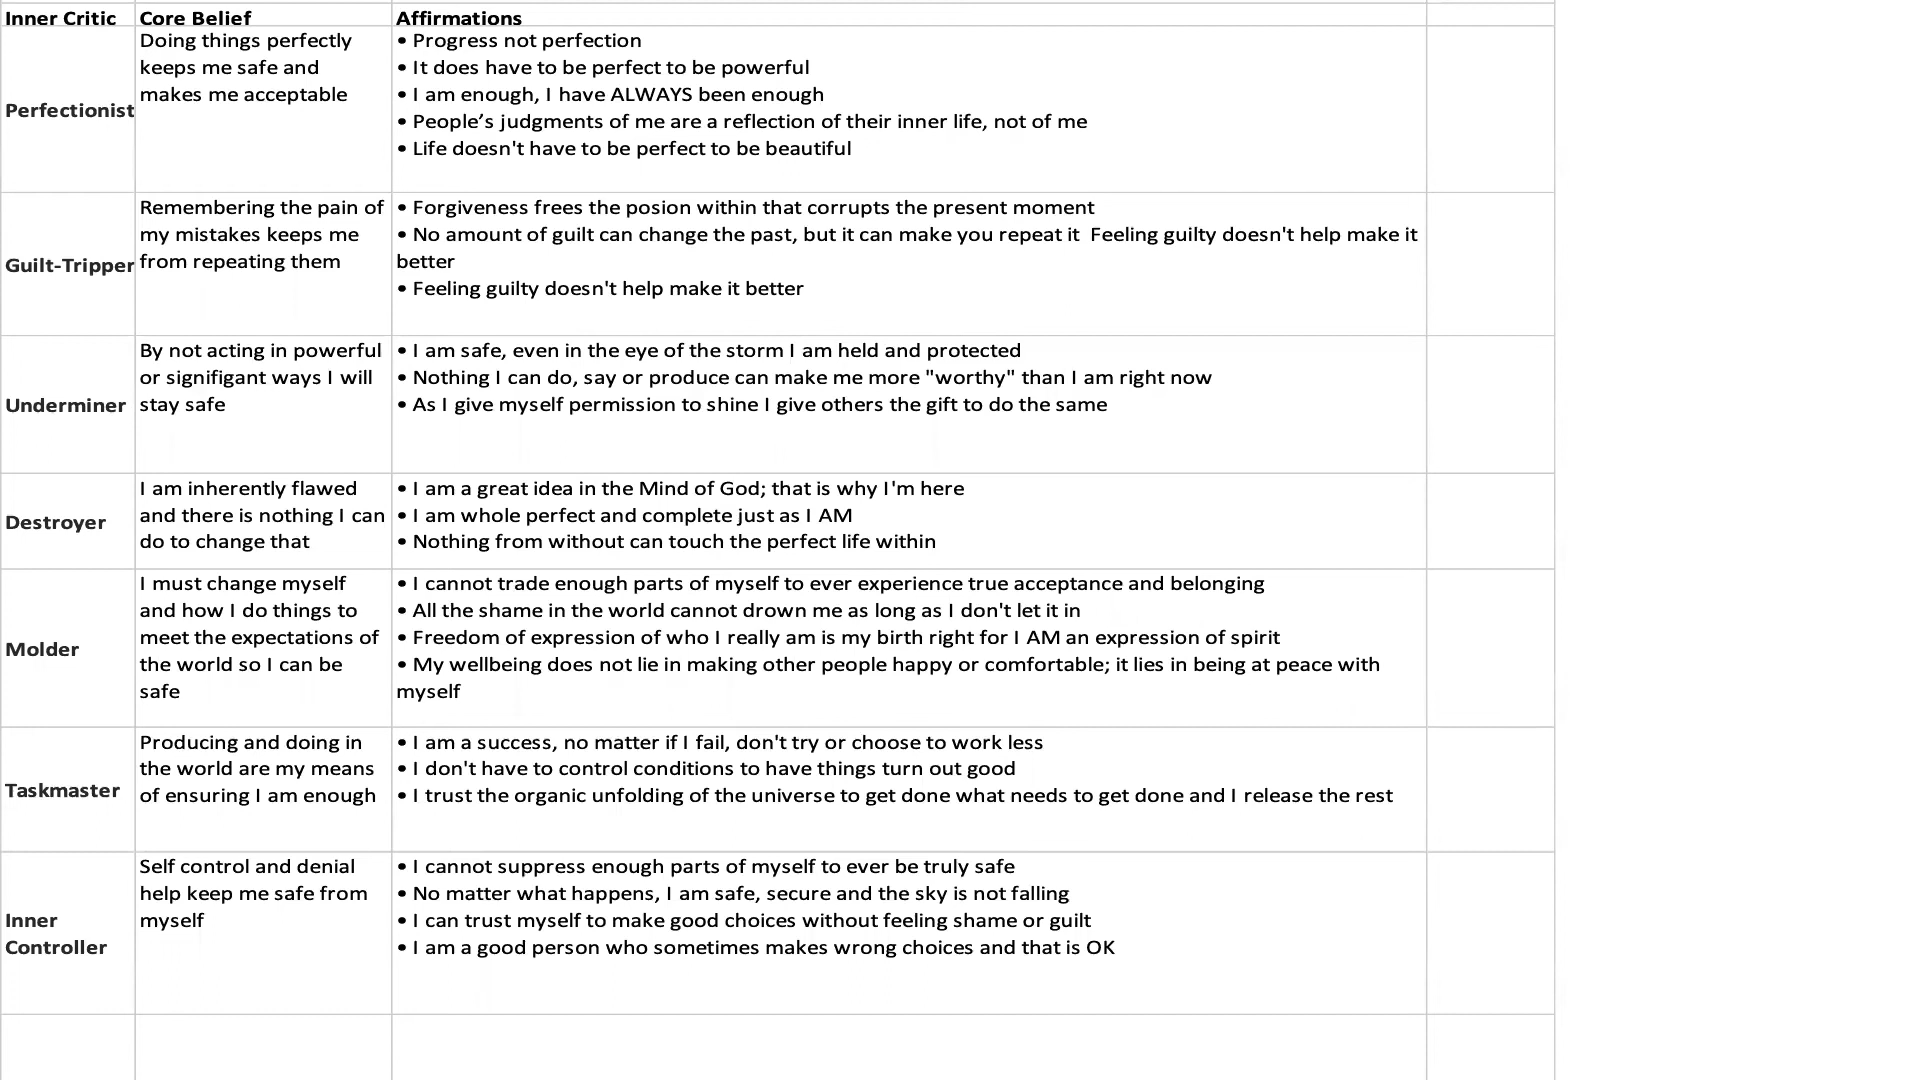 Inner Critic Core Belief Affirmations
Perfectionist
Doing things perfectly
keeps me safe and
makes me acceptable
• Progress not perfection
• It does have to be perfect to be powerful
• I am enough, I have ALWAYS been enough
• People’s judgments of me are a reflection of their inner life, not of me
• Life doesn't have to be perfect to be beautiful
Guilt-Tripper
Remembering the pain of
my mistakes keeps me
from repeating them
• Forgiveness frees the posion within that corrupts the present moment
• No amount of guilt can change the past, but it can make you repeat it  Feeling guilty doesn't help make it
better
• Feeling guilty doesn't help make it better
Underminer
By not acting in powerful
or signifigant ways I will
stay safe
• I am safe, even in the eye of the storm I am held and protected
• Nothing I can do, say or produce can make me more "worthy" than I am right now
• As I give myself permission to shine I give others the gift to do the same
Destroyer
I am inherently flawed
and there is nothing I can
do to change that
• I am a great idea in the Mind of God; that is why I'm here
• I am whole perfect and complete just as I AM
• Nothing from without can touch the perfect life within
Molder
I must change myself
and how I do things to
meet the expectations of
the world so I can be
safe
• I cannot trade enough parts of myself to ever experience true acceptance and belonging
• All the shame in the world cannot drown me as long as I don't let it in
• Freedom of expression of who I really am is my birth right for I AM an expression of spirit
• My wellbeing does not lie in making other people happy or comfortable; it lies in being at peace with
myself
Taskmaster
Producing and doing in
the world are my means
of ensuring I am enough
• I am a success, no matter if I fail, don't try or choose to work less
• I don't have to control conditions to have things turn out good
• I trust the organic unfolding of the universe to get done what needs to get done and I release the rest
Inner
Controller
Self control and denial
help keep me safe from
myself
• I cannot suppress enough parts of myself to ever be truly safe
• No matter what happens, I am safe, secure and the sky is not falling
• I can trust myself to make good choices without feeling shame or guilt
• I am a good person who sometimes makes wrong choices and that is OK